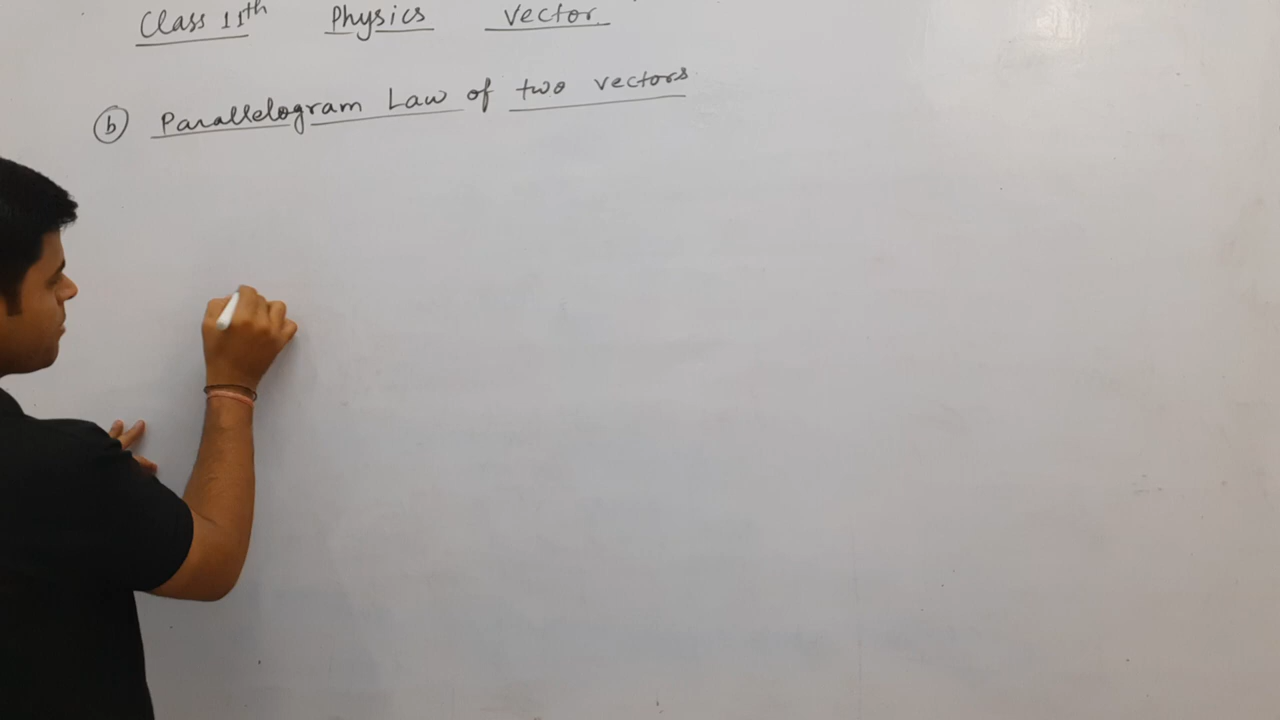 Class 11th Physics Vector
(b) Parallelogram Law of two vectors